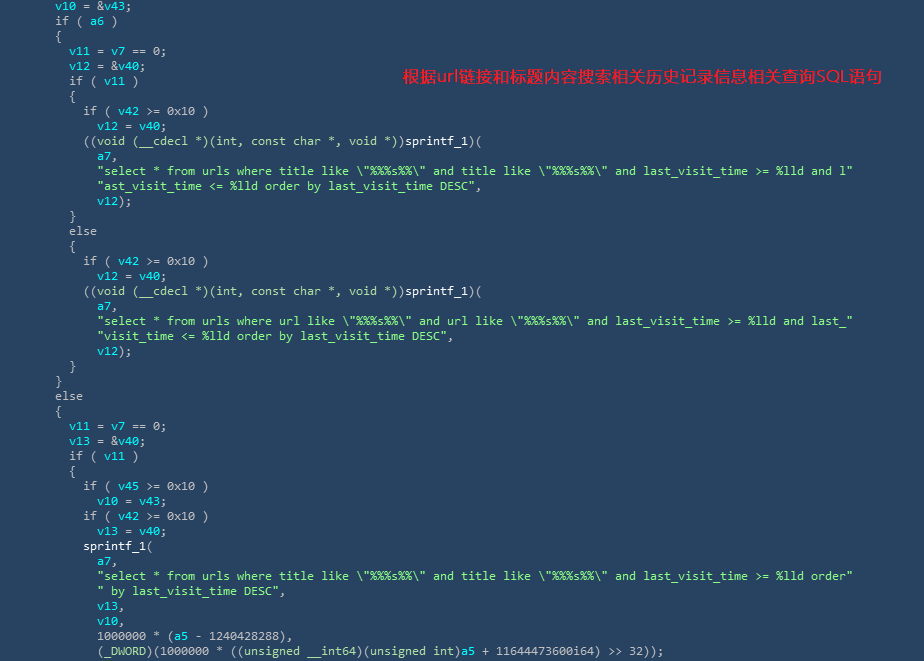 v10 = &v43;
if ( a6 )
{
v11 = v7 == 0;
v12 = &v40;
if ( v11 )
根据url链接和标题内容搜索相关历史记录信息相关查询SQL语句
{
if ( v42 >= 0x10 )
v12 = v40;
((void (__cdecl *)(int, const char *, void *))sprintf_1)(
a7,
"select * from urls where title like \"%%%s%%\" and title like \"%%%s%%\" and last_visit_time >= %lld and l"
"ast_visit_time <= %lld order by last_visit_time DESC",
v12);
}
else
{
if ( v42 >= 0x10 )
v12 = v40;
((void (__cdecl *)(int, const char *, void *))sprintf_1)(
a7,
"select * from urls where url like \"%%%s%%\" and url like \"%%%s%%\" and last_visit_time >= %lld and last_"
"visit_time <= %lld order by last_visit_time DESC",
v12);
}
}
else
{
v11 = v7 == 0;
v13 = &v40;
if ( v11 )
{
if ( v45 >= 0x10 )
v10 = v43;
if ( v42 >= 0x10 )
v13 = v40;
sprintf_1(
a7,
"select * from urls where title like \"%%%s%%\" and title like \"%%%s%%\" and last_visit_time >= %lld order"
" by last_visit_time DESC",
v13,
v10,
1000000 * (a5 - 1240428288),
(_DWORD)(1000000 * ((unsigned __int64)(unsigned int)a5 + 11644473600i64) >> 32));